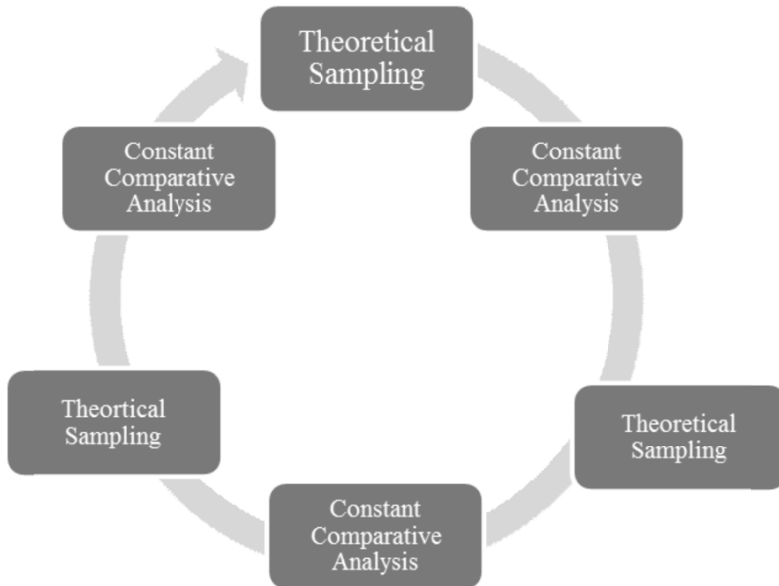 Theoretical
Sampling
Constant
Comparative
Analysis
Theoretical
Sampling
Constant
Comparative
Analysis
Theortical
Sampling
Constant
Comparative
Analysis